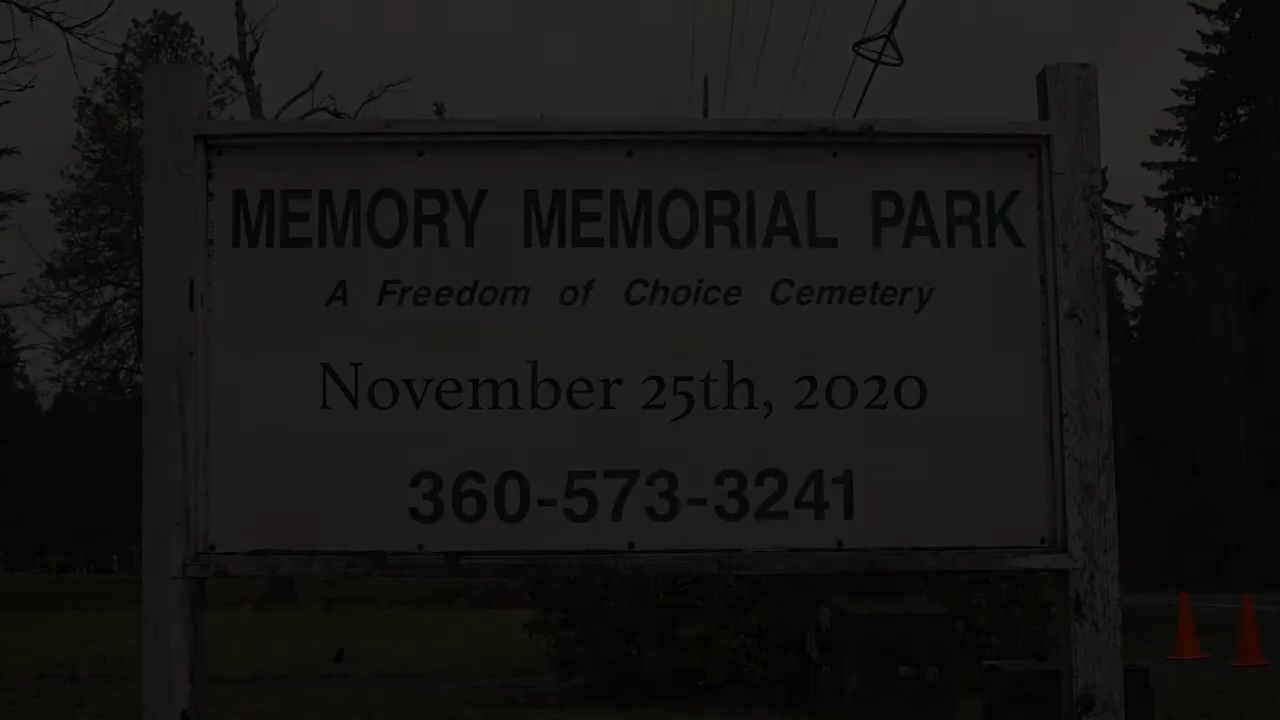 MEMORY MEMORIAL PARK
A Freedom of Choice Cemetery
November 25th, 2020
360-573-3241